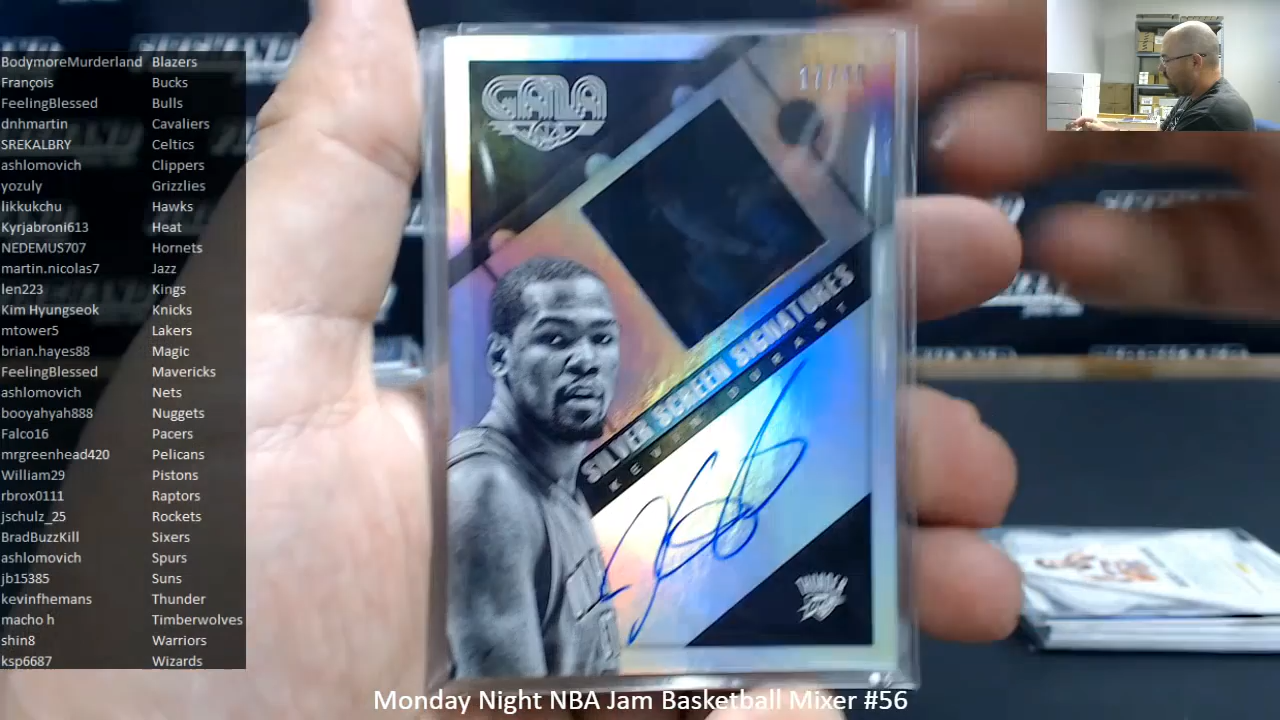 BodymoreMurderland Blazers
François Bucks
FeelingBlessed Bulls
dnhmartin Cavaliers
SREKALBRY Celtics
ashlomovich Clippers
yozuly Grizzlies
likkukchu Hawks
Kyrjabroni613 Heat
NEDEMUS707 Hornets
martin.nicolas7 Jazz
len223 Kings
Kim Hyungseok Knicks
mtower5 Lakers
brian.hayes88 Magic
FeelingBlessed Mavericks
ashlomovich Nets
booyahyah888 Nuggets
Falco16 Pacers
mrgreenhead420 Pelicans
William29 Pistons
rbrox0111 Raptors
jschulz_25 Rockets
BradBuzzKill Sixers
ashlomovich Spurs
jb15385 Suns
kevinfhemans Thunder
macho h Timberwolves
shin8 Warriors
ksp6687 Wizards
GALA
SILVER SCREEN SIGNATURES
KEVIN DURANT
THUNDER
Monday Night NBA Jam Basketball Mixer #56